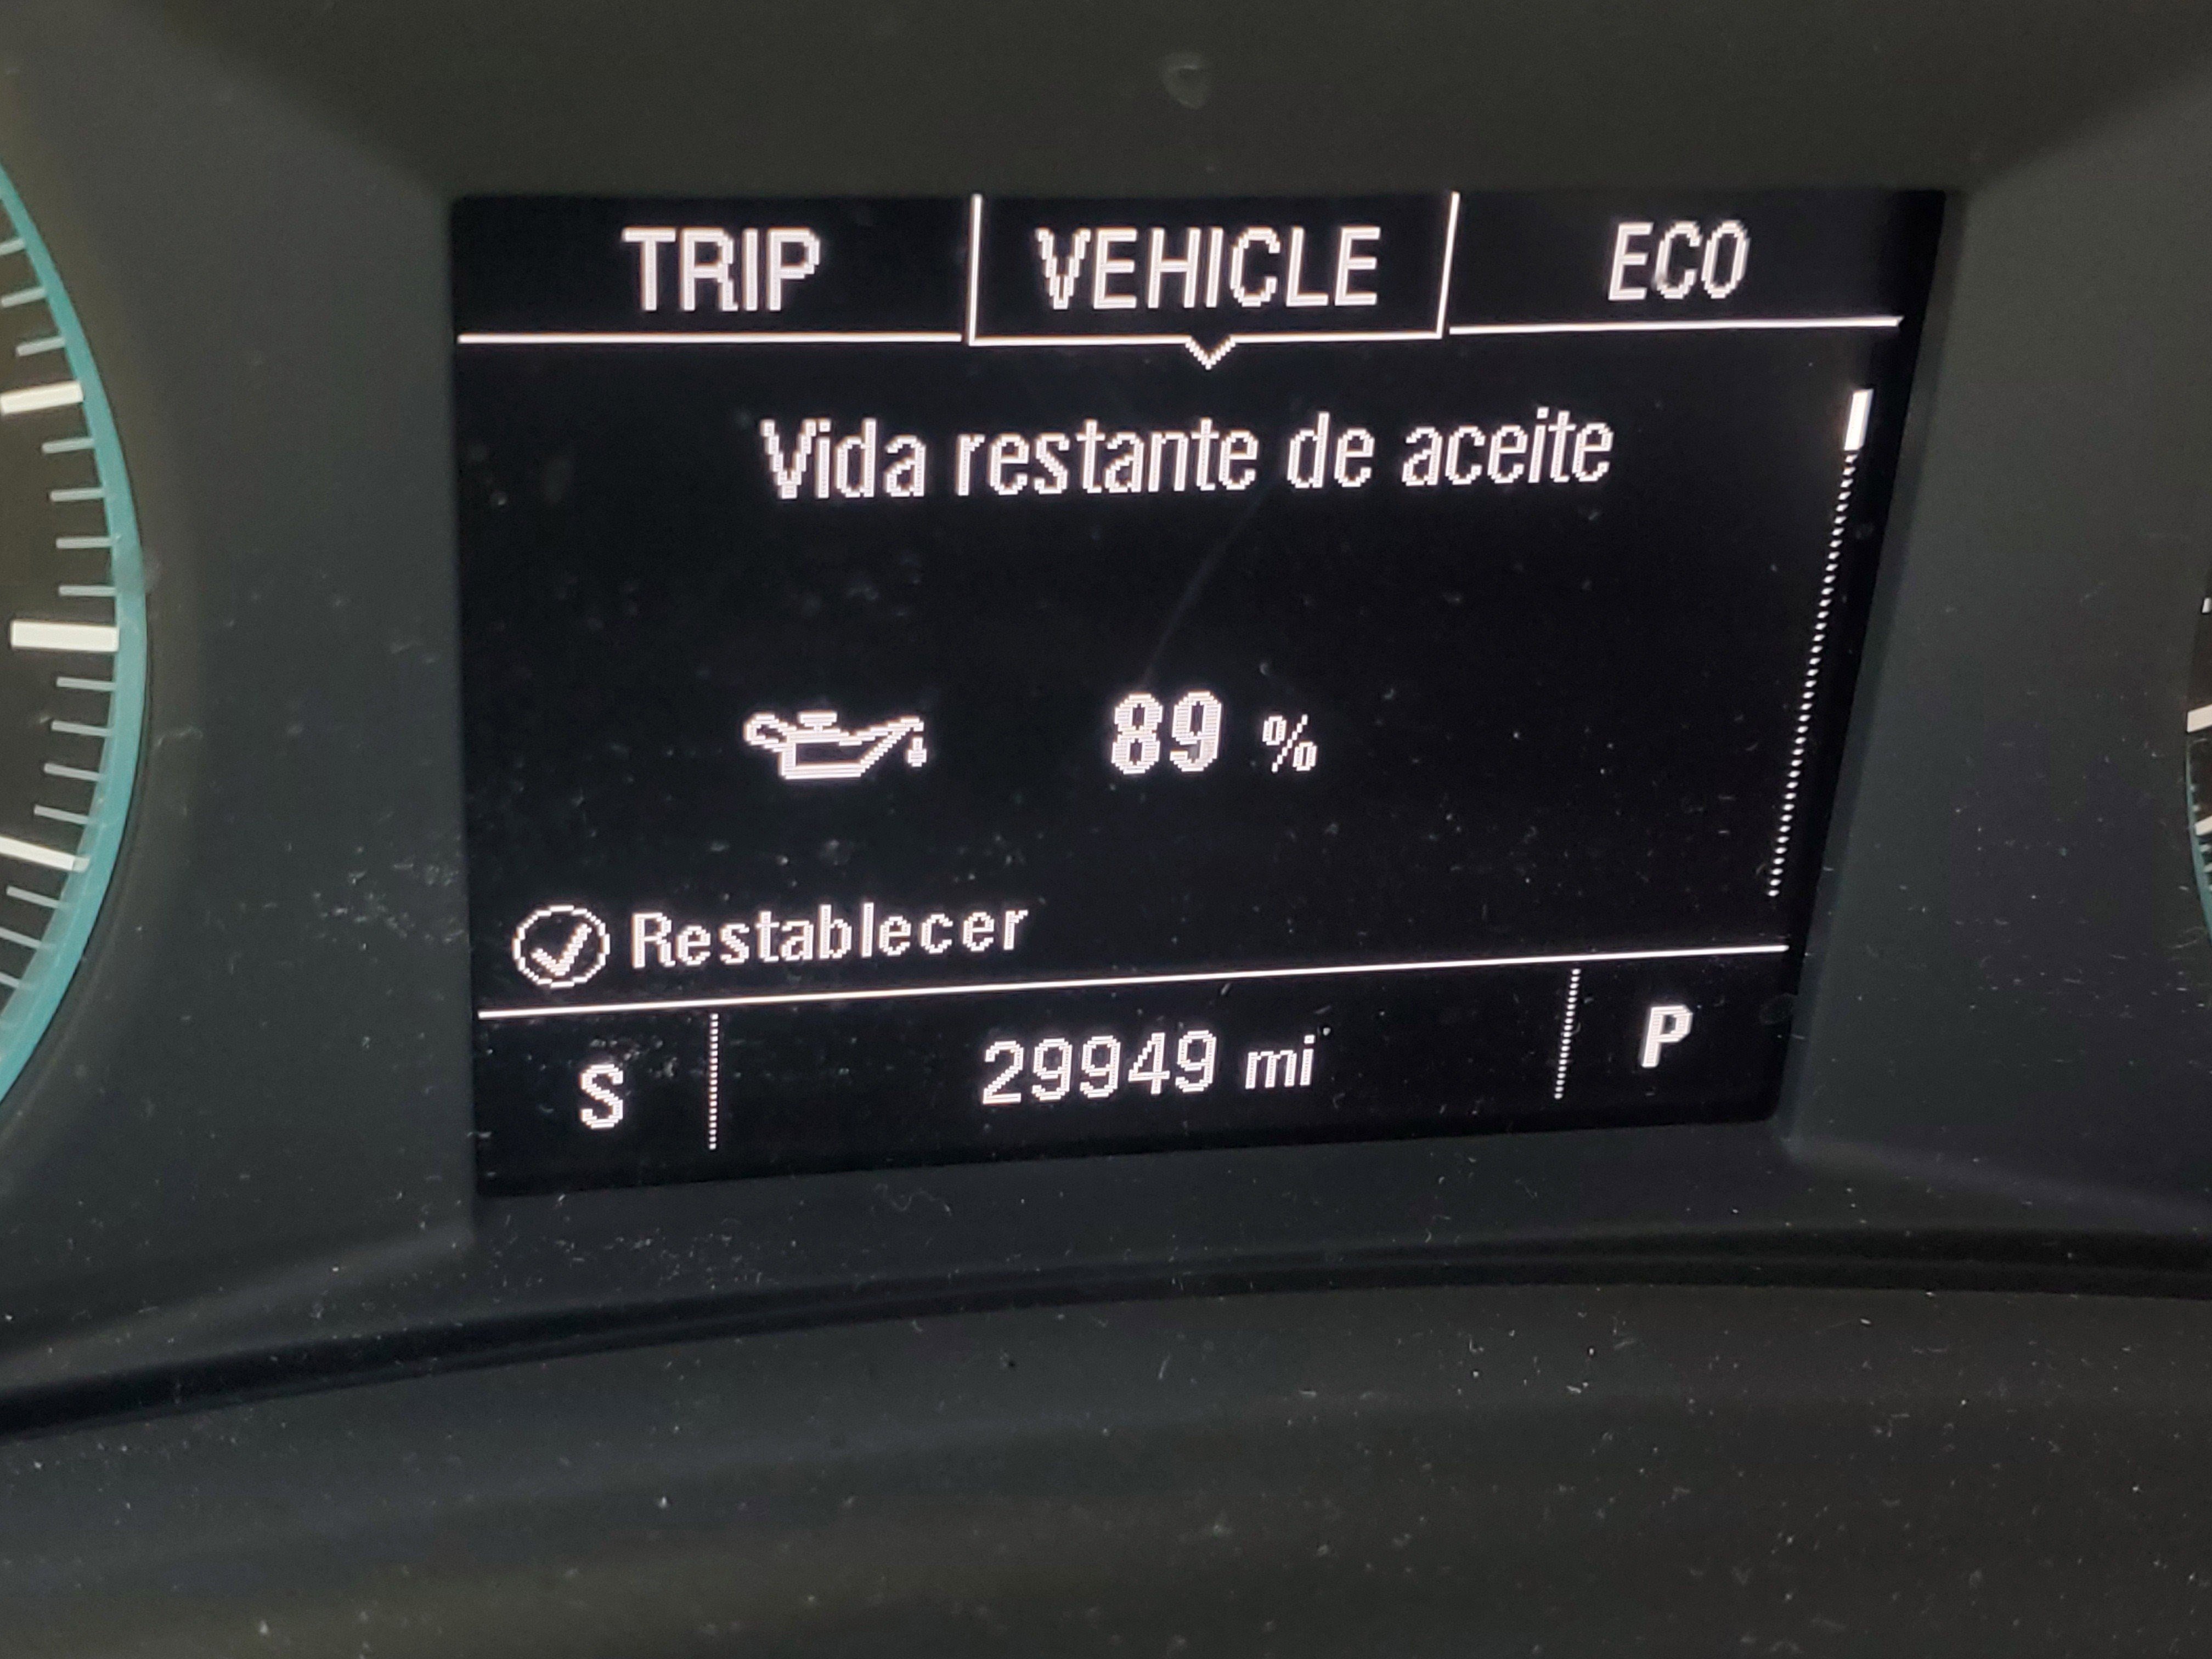 TRIP VEHICLE ECO
Vida restante de aceite
89 %
Restablecer
S 29949 mi P